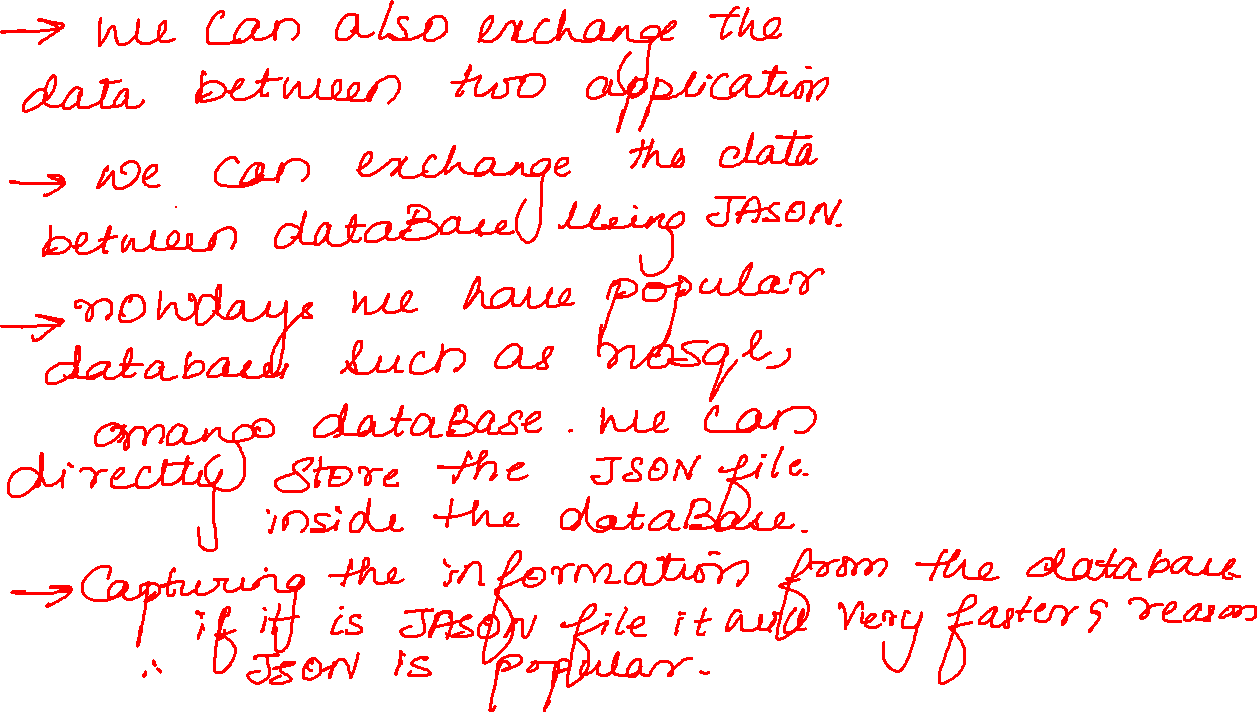 → we can also exchange the
data between two application
→ we can exchange the data
between dataBase using JASON.
→ nowdays we have popular
database such as nosql,
mango dataBase. we can
directly store the JSON file
inside the dataBase.
→ Capturing the information from the database
if it is JASON file it will very faster & reason
∴ JSON is popular.